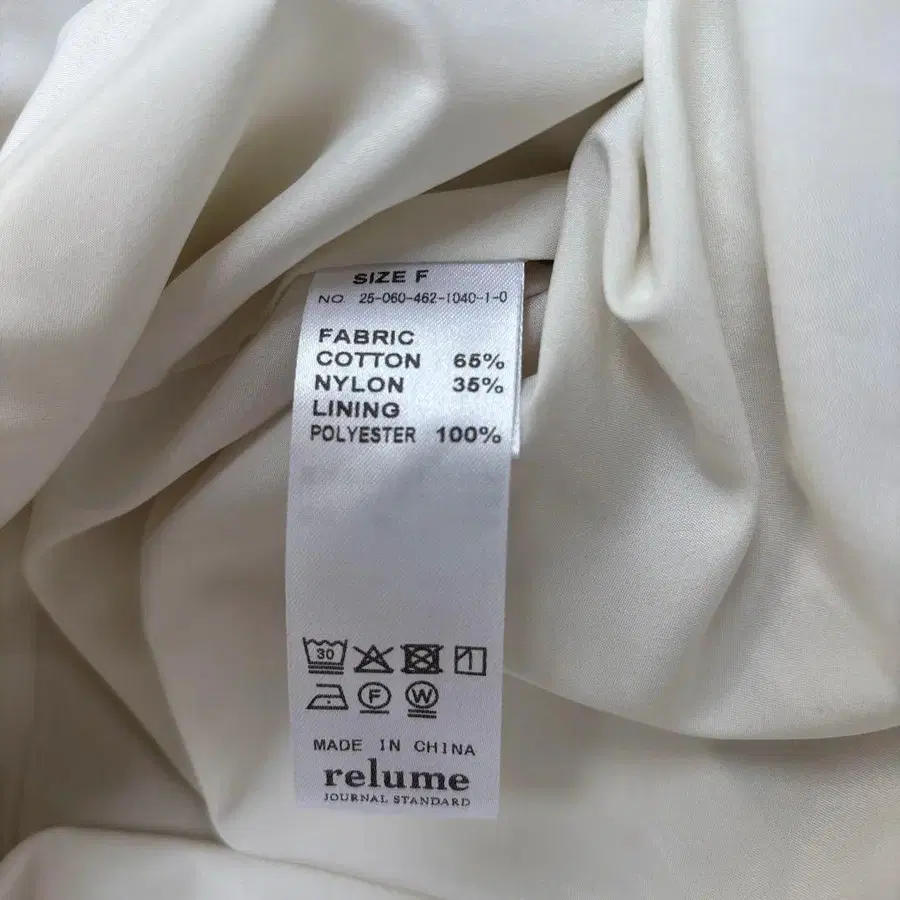 SIZE F
NO. 25-060-462-1040-1-0
FABRIC
COTTON 65%
NYLON 35%
LINING
POLYESTER 100%
30
F W
MADE IN CHINA
relume
JOURNAL STANDARD